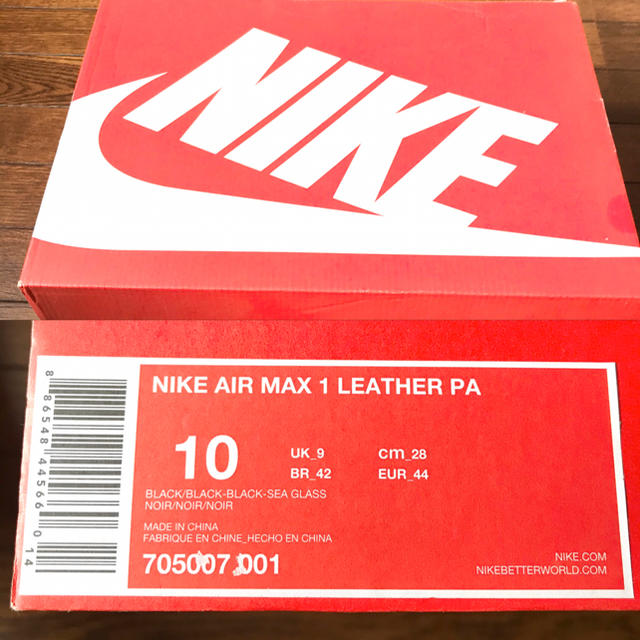 NIKE
NIKE AIR MAX 1 LEATHER PA
10
UK_9 cm_28
BR_42 EUR_44
BLACK/BLACK-BLACK-SEA GLASS
NOIR/NOIR/NOIR
MADE IN CHINA
FABRIQUE EN CHINE_HECHO EN CHINA
705007 001
NIKE.COM
NIKEBETTERWORLD.COM
8 86548 44566 0 14